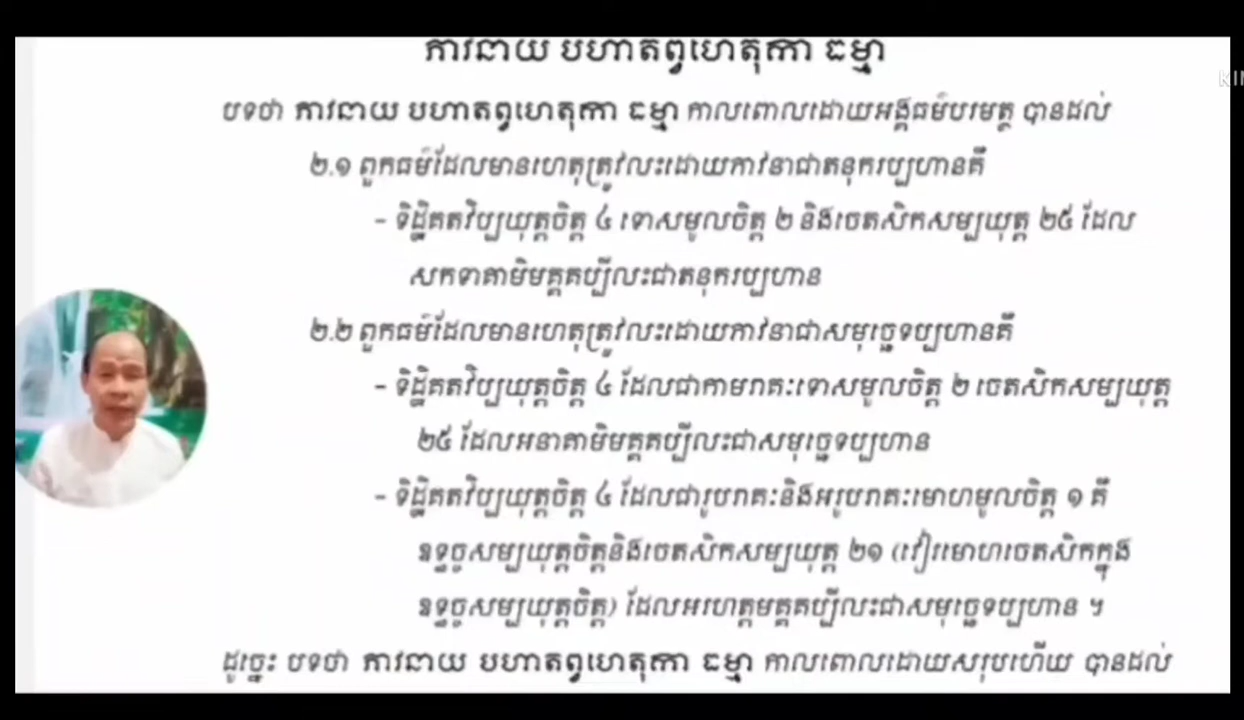 ភាវនាយ បហាតព្វហេតុកា ធម្មា
បទថា ភាវនាយ បហាតព្វហេតុកា ធម្មា កាលពោលដោយអង្គធម៌បរមត្ថ បានដល់
២.១ ពួកធម៌ដែលមានហេតុត្រូវលះដោយភាវនាជាតនុករប្បហានគឺ
- ទិដ្ឋិគតវិប្បយុត្តចិត្ត ៤ ទោសមូលចិត្ត ២ និងចេតសិកសម្បយុត្ត ២៥ ដែល
សកទាគាមិមគ្គគប្បីលះជាតនុករប្បហាន
២.២ ពួកធម៌ដែលមានហេតុត្រូវលះដោយភាវនាជាសមុច្ឆេទប្បហានគឺ
- ទិដ្ឋិគតវិប្បយុត្តចិត្ត ៤ ដែលជាកាមរាគៈទោសមូលចិត្ត ២ ចេតសិកសម្បយុត្ត
២៥ ដែលអនាគាមិមគ្គគប្បីលះជាសមុច្ឆេទប្បហាន
- ទិដ្ឋិគតវិប្បយុត្តចិត្ត ៤ ដែលជារូបរាគៈនិងអរូបរាគៈមោហមូលចិត្ត ១ គឺ
ឧទ្ធច្ចសម្បយុត្តចិត្តនិងចេតសិកសម្បយុត្ត ២១ (វៀរមោហចេតសិកក្នុង
ឧទ្ធច្ចសម្បយុត្តចិត្ត) ដែលអរហត្តមគ្គគប្បីលះជាសមុច្ឆេទប្បហាន ។
ដូច្នេះ បទថា ភាវនាយ បហាតព្វហេតុកា ធម្មា កាលពោលដោយសរុបហើយ បានដល់